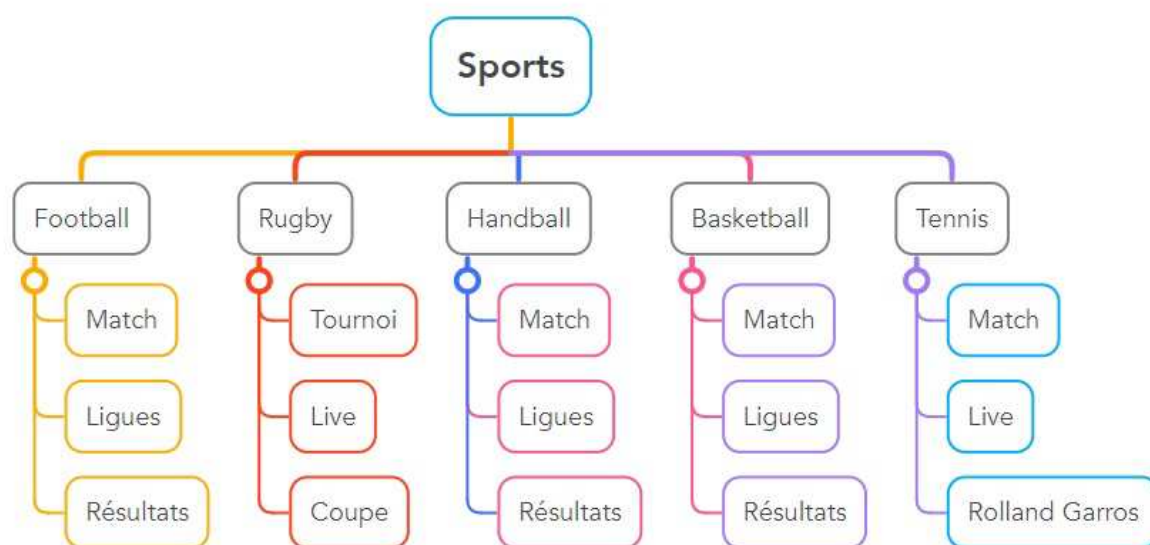 Sports
Football
Rugby
Handball
Basketball
Tennis
Match
Tournoi
Match
Match
Match
Ligues
Live
Ligues
Ligues
Live
Résultats
Coupe
Résultats
Résultats
Rolland Garros